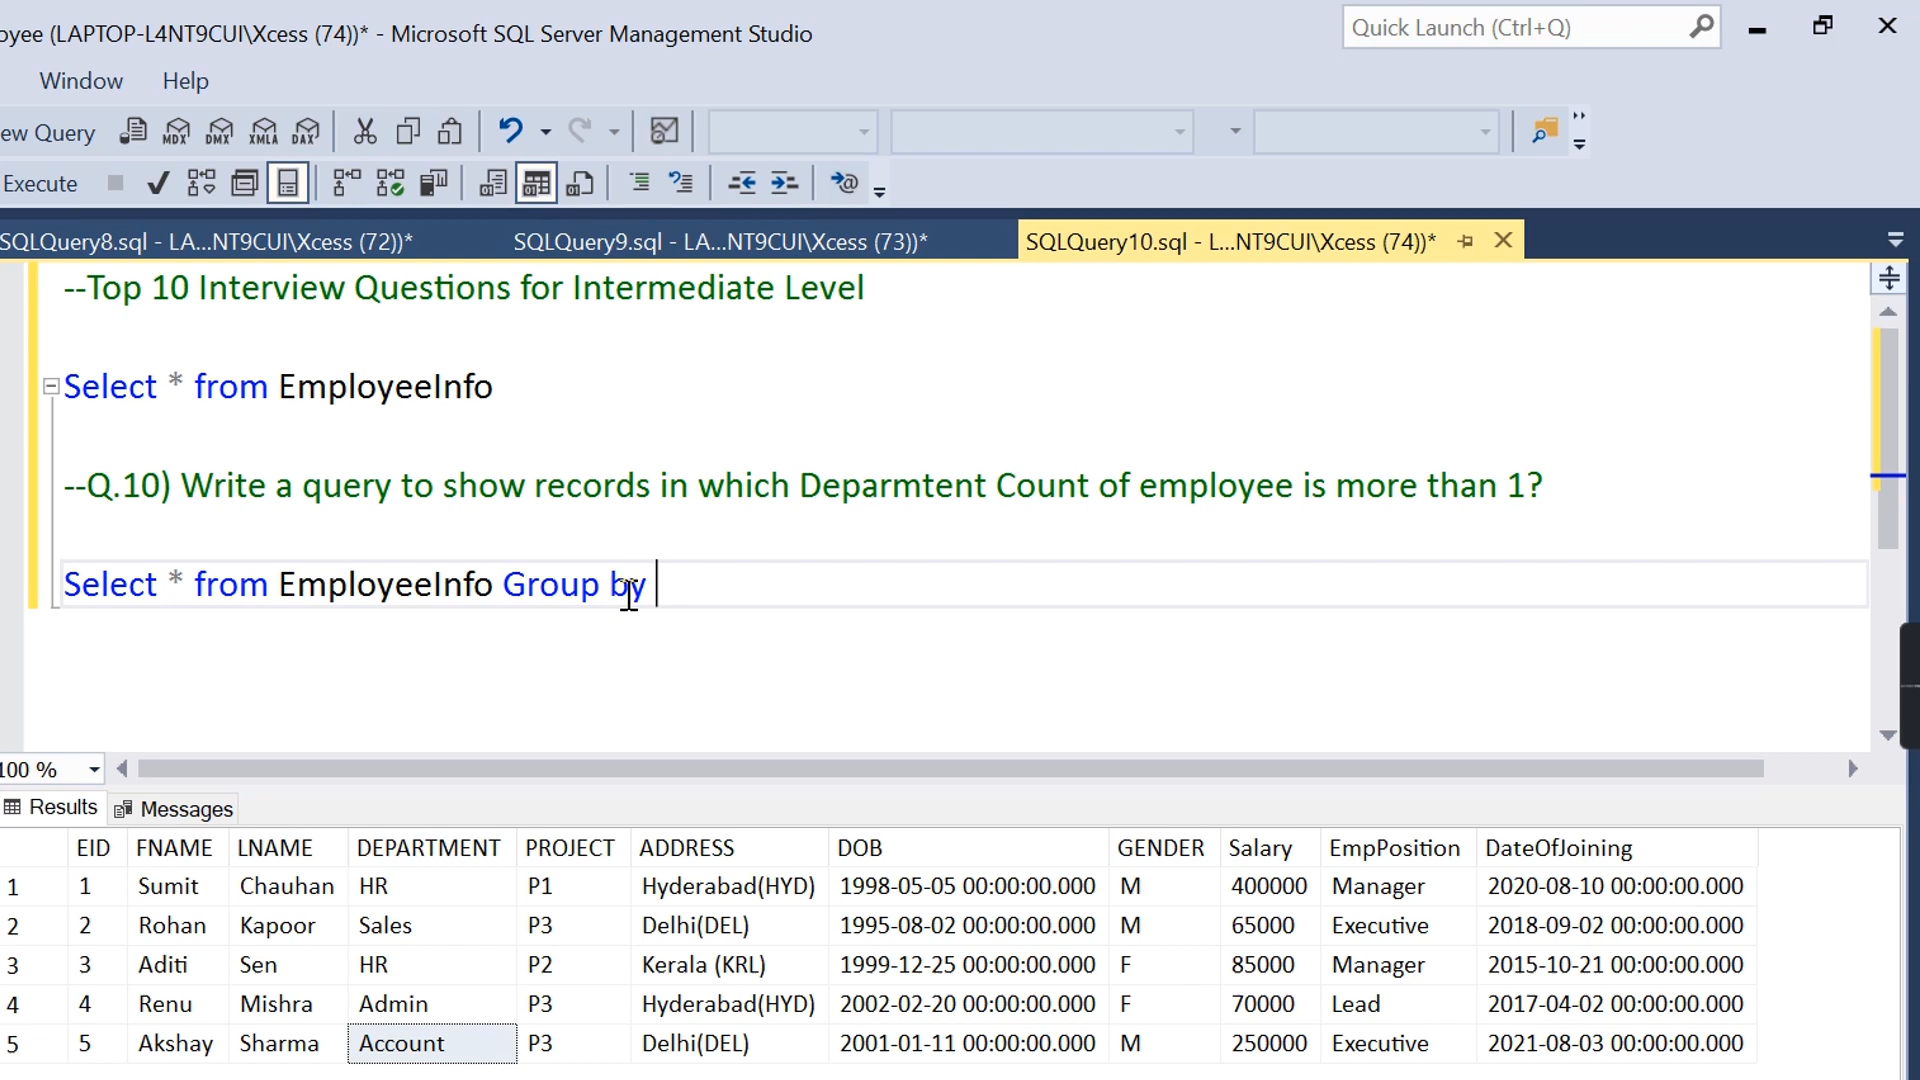 oyee (LAPTOP-L4NT9CUI\Xcess (74))* - Microsoft SQL Server Management Studio
Quick Launch (Ctrl+Q)
Window Help
ew Query MDX DMX XMLA DAX
Execute
SQLQuery8.sql - LA...NT9CUI\Xcess (72))* SQLQuery9.sql - LA...NT9CUI\Xcess (73))* SQLQuery10.sql - L...NT9CUI\Xcess (74))*
--Top 10 Interview Questions for Intermediate Level
Select * from EmployeeInfo
--Q.10) Write a query to show records in which Deparmtent Count of employee is more than 1?
Select * from EmployeeInfo Group by
100 %
Results Messages
EID FNAME LNAME DEPARTMENT PROJECT ADDRESS DOB GENDER Salary EmpPosition DateOfJoining
1 1 Sumit Chauhan HR P1 Hyderabad(HYD) 1998-05-05 00:00:00.000 M 400000 Manager 2020-08-10 00:00:00.000
2 2 Rohan Kapoor Sales P3 Delhi(DEL) 1995-08-02 00:00:00.000 M 65000 Executive 2018-09-02 00:00:00.000
3 3 Aditi Sen HR P2 Kerala (KRL) 1999-12-25 00:00:00.000 F 85000 Manager 2015-10-21 00:00:00.000
4 4 Renu Mishra Admin P3 Hyderabad(HYD) 2002-02-20 00:00:00.000 F 70000 Lead 2017-04-02 00:00:00.000
5 5 Akshay Sharma Account P3 Delhi(DEL) 2001-01-11 00:00:00.000 M 250000 Executive 2021-08-03 00:00:00.000